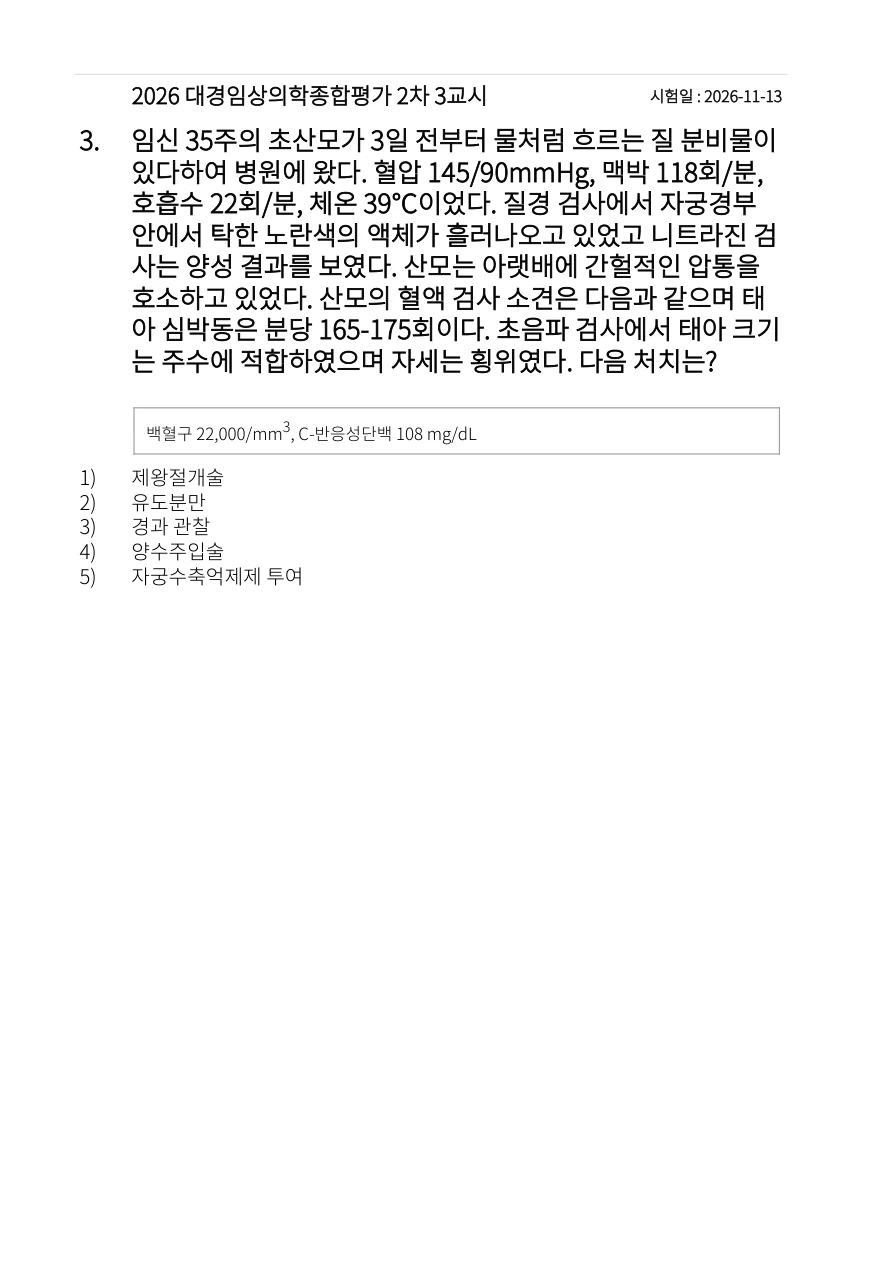 2026 대경임상의학종합평가 2차 3교시
시험일 : 2026-11-13
3. 임신 35주의 초산모가 3일 전부터 물처럼 흐르는 질 분비물이
있다하여 병원에 왔다. 혈압 145/90mmHg, 맥박 118회/분,
호흡수 22회/분, 체온 39℃이었다. 질경 검사에서 자궁경부
안에서 탁한 노란색의 액체가 흘러나오고 있었고 니트라진 검
사는 양성 결과를 보였다. 산모는 아랫배에 간헐적인 압통을
호소하고 있었다. 산모의 혈액 검사 소견은 다음과 같으며 태
아 심박동은 분당 165-175회이다. 초음파 검사에서 태아 크기
는 주수에 적합하였으며 자세는 횡위였다. 다음 처치는?
백혈구 22,000/mm³, C-반응성단백 108 mg/dL
1) 제왕절개술
2) 유도분만
3) 경과 관찰
4) 양수주입술
5) 자궁수축억제제 투여